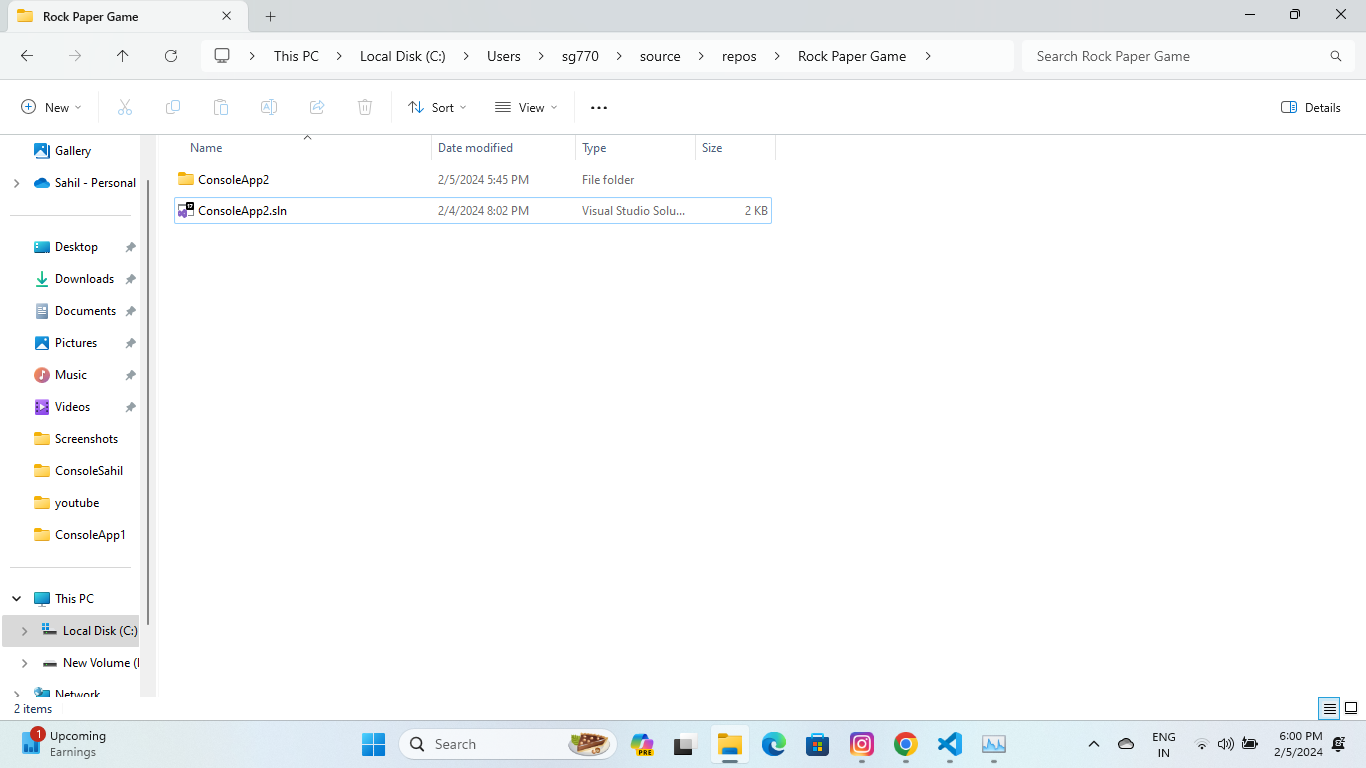 Rock Paper Game
This PC
Local Disk (C:)
Users
sg770
source
repos
Rock Paper Game
Search Rock Paper Game
New
Sort
View
Details
Name
Date modified
Type
Size
ConsoleApp2
2/5/2024 5:45 PM
File folder
ConsoleApp2.sln
2/4/2024 8:02 PM
Visual Studio Solu...
2 KB
Gallery
Sahil - Personal
Desktop
Downloads
Documents
Pictures
Music
Videos
Screenshots
ConsoleSahil
youtube
ConsoleApp1
This PC
Local Disk (C:)
New Volume (
Network
2 items
1
Upcoming
Earnings
Search
PRE
ENG
IN
6:00 PM
2/5/2024